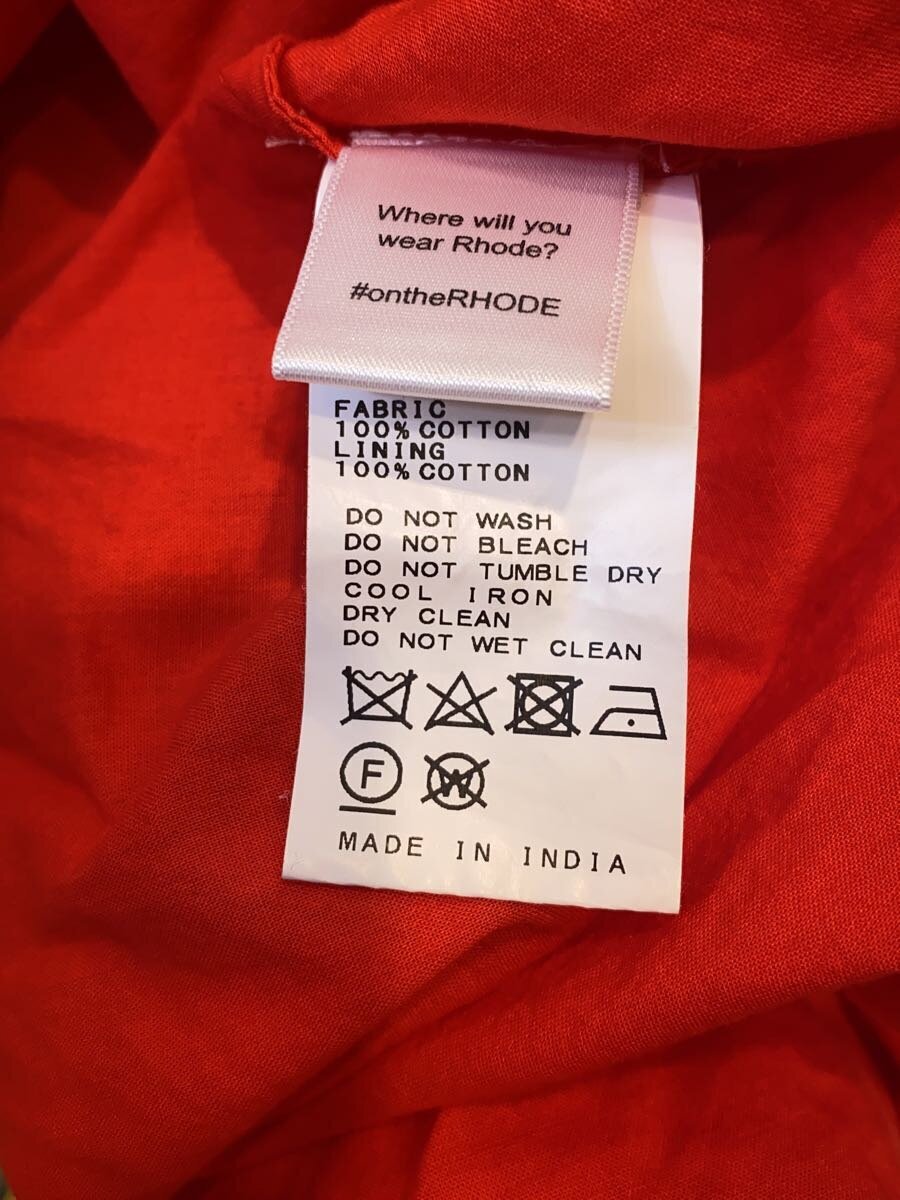 Where will you
wear Rhode?
#ontheRHODE
FABRIC
100% COTTON
LINING
100% COTTON
DO NOT WASH
DO NOT BLEACH
DO NOT TUMBLE DRY
COOL IRON
DRY CLEAN
DO NOT WET CLEAN
F W
MADE IN INDIA